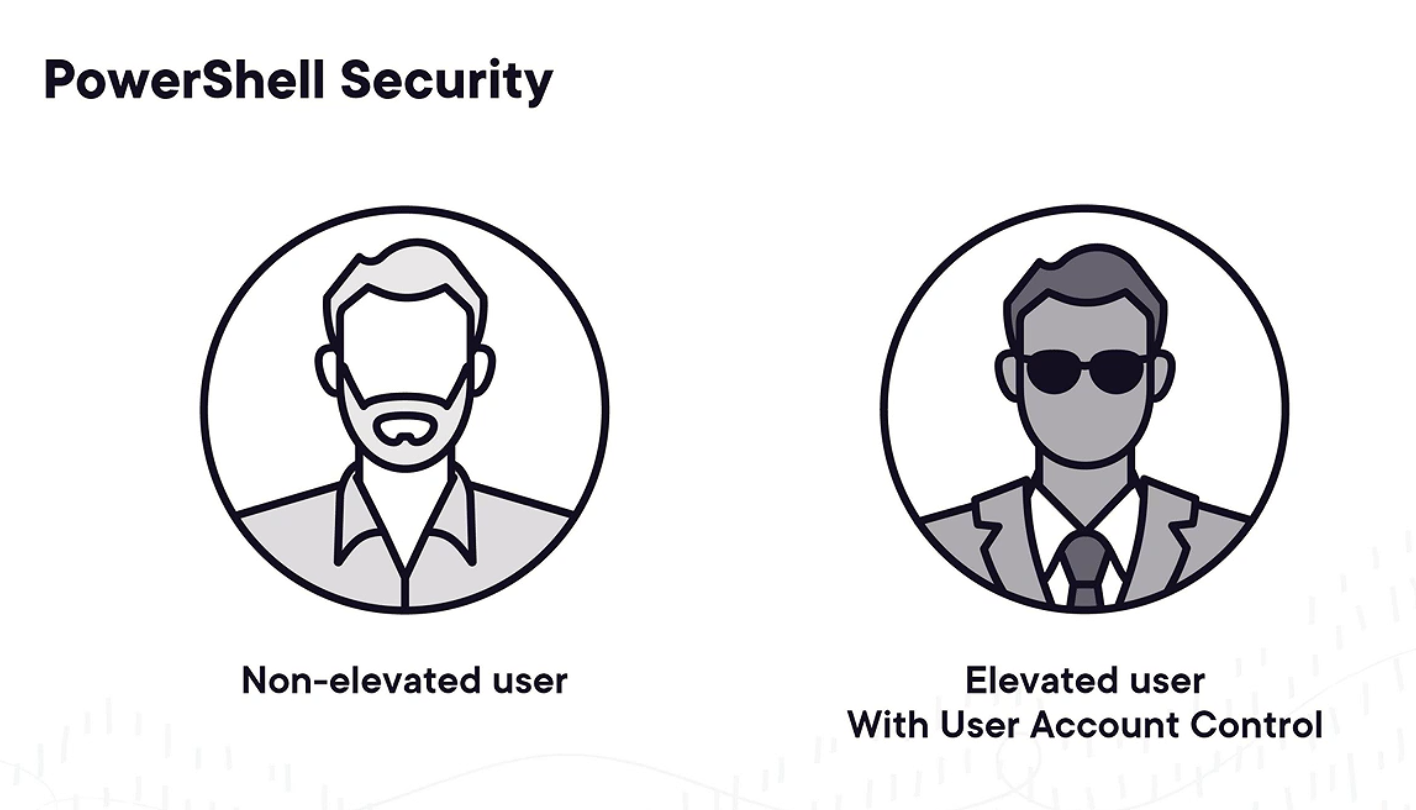 PowerShell Security
Non-elevated user
Elevated user
With User Account Control